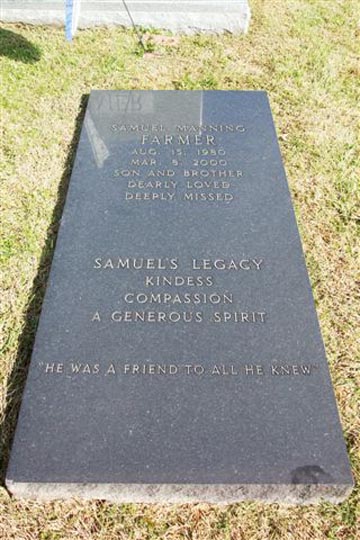 SAMUEL MANNING
FARMER
AUG. 15, 1980
MAR. 8, 2000
SON AND BROTHER
DEARLY LOVED
DEEPLY MISSED
SAMUEL'S LEGACY
KINDESS
COMPASSION
A GENEROUS SPIRIT
"HE WAS A FRIEND TO ALL HE KNEW"